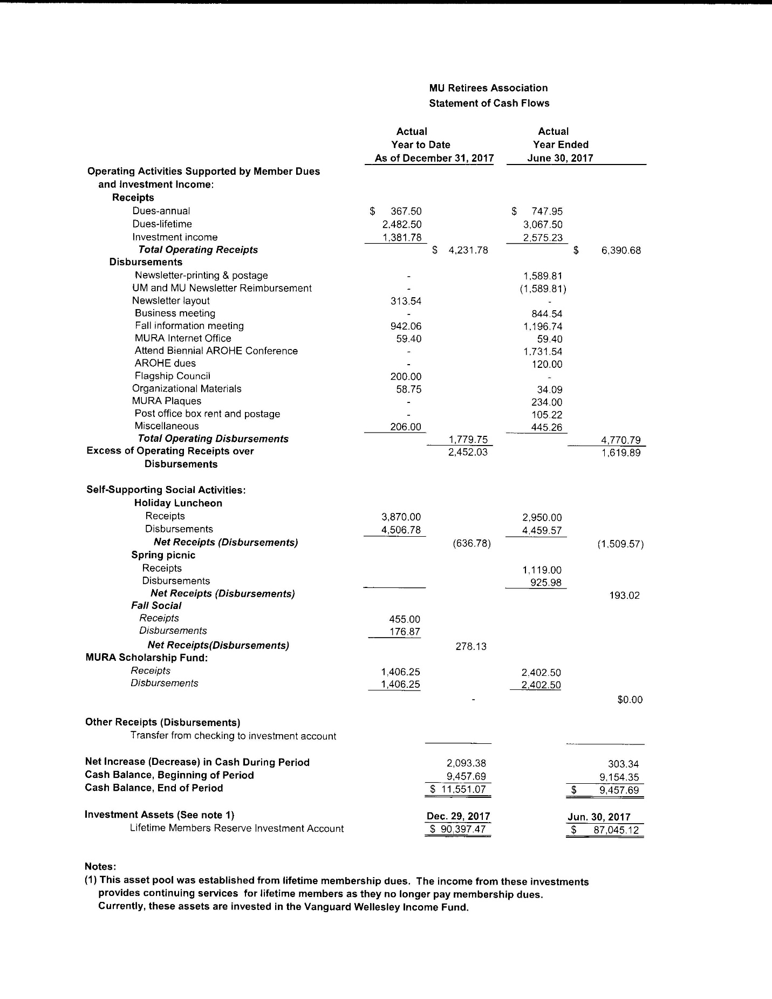 MU Retirees Association
Statement of Cash Flows
Actual Actual
Year to Date Year Ended
As of December 31, 2017 June 30, 2017
Operating Activities Supported by Member Dues
and Investment Income:
Receipts
Dues-annual $ 367.50 $ 747.95
Dues-lifetime 2,482.50 3,067.50
Investment income 1,381.78 2,575.23
Total Operating Receipts $ 4,231.78 $ 6,390.68
Disbursements
Newsletter-printing & postage - 1,589.81
UM and MU Newsletter Reimbursement - (1,589.81)
Newsletter layout 313.54 -
Business meeting - 844.54
Fall information meeting 942.06 1,196.74
MURA Internet Office 59.40 59.40
Attend Biennial AROHE Conference - 1,731.54
AROHE dues - 120.00
Flagship Council 200.00 -
Organizational Materials 58.75 34.09
MURA Plaques - 234.00
Post office box rent and postage - 105.22
Miscellaneous 206.00 445.26
Total Operating Disbursements 1,779.75 4,770.79
Excess of Operating Receipts over 2,452.03 1,619.89
Disbursements
Self-Supporting Social Activities:
Holiday Luncheon
Receipts 3,870.00 2,950.00
Disbursements 4,506.78 4,459.57
Net Receipts (Disbursements) (636.78) (1,509.57)
Spring picnic
Receipts 1,119.00
Disbursements 925.98
Net Receipts (Disbursements) 193.02
Fall Social
Receipts 455.00
Disbursements 176.87
Net Receipts(Disbursements) 278.13
MURA Scholarship Fund:
Receipts 1,406.25 2,402.50
Disbursements 1,406.25 2,402.50
- $0.00
Other Receipts (Disbursements)
Transfer from checking to investment account
Net Increase (Decrease) in Cash During Period 2,093.38 303.34
Cash Balance, Beginning of Period 9,457.69 9,154.35
Cash Balance, End of Period $ 11,551.07 $ 9,457.69
Investment Assets (See note 1) Dec. 29, 2017 Jun. 30, 2017
Lifetime Members Reserve Investment Account $ 90,397.47 $ 87,045.12
Notes:
(1) This asset pool was established from lifetime membership dues. The income from these investments
provides continuing services for lifetime members as they no longer pay membership dues.
Currently, these assets are invested in the Vanguard Wellesley Income Fund.